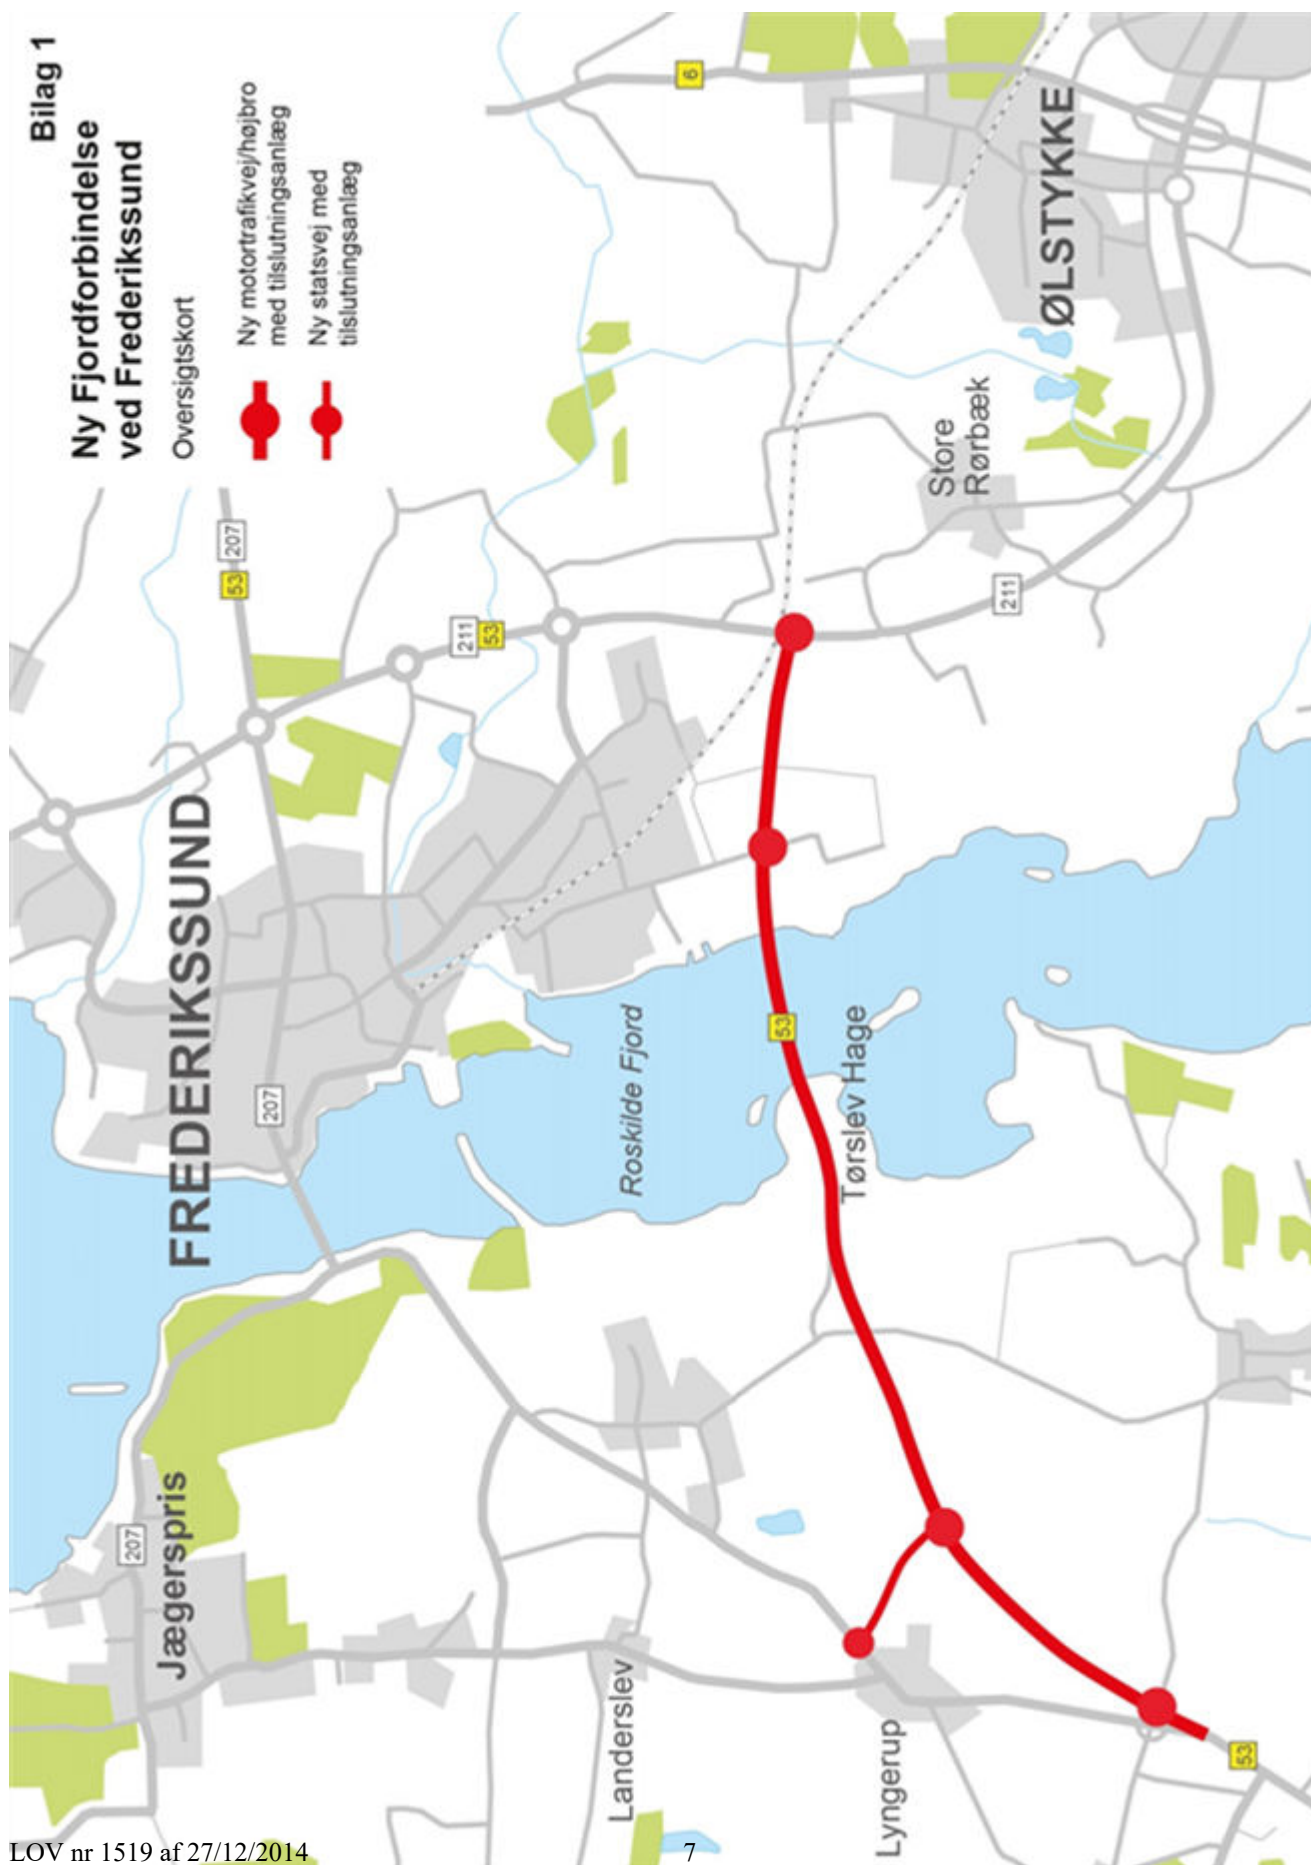 Bilag 1
Ny Fjordforbindelse
ved Frederikssund
Oversigtskort
Ny motortrafikvej/højbro
med tilslutningsanlæg
Ny statsvej med
tilslutningsanlæg
6
ØLSTYKKE
Store
Rørbæk
211
207
53
211
53
FREDERIKSSUND
207
Roskilde Fjord
53
Tørslev Hage
Jægerspris
207
Landerslev
Lyngerup
53
LOV nr 1519 af 27/12/2014
7